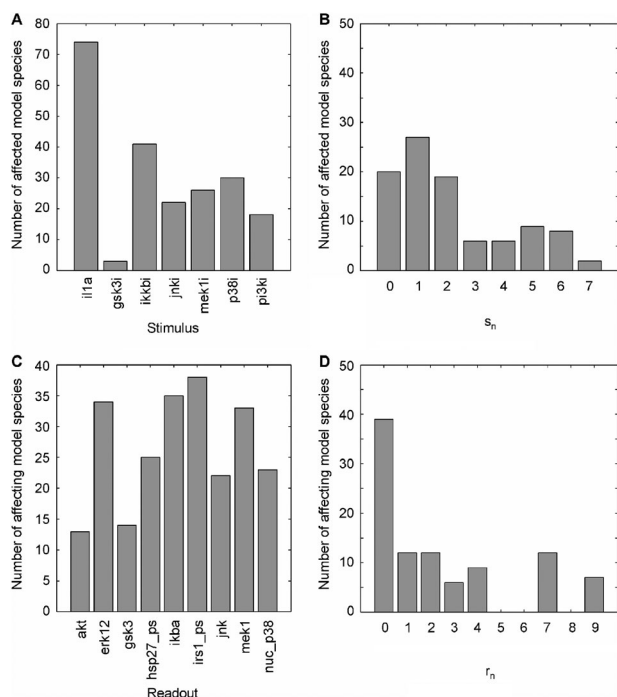 A
Number of affected model species
80
70
60
50
40
30
20
10
0
il1a
gsk3i
ikkbi
jnki
mek1i
p38i
pi3ki
Stimulus
B
Number of affected model species
50
40
30
20
10
0
0 1 2 3 4 5 6 7
sn
C
Number of affecting model species
40
35
30
25
20
15
10
5
0
akt
erk12
gsk3
hsp27_ps
ikba
irs1_ps
jnk
mek1
nuc_p38
Readout
D
Number of affecting model species
50
40
30
20
10
0
0 1 2 3 4 5 6 7 8 9
rn